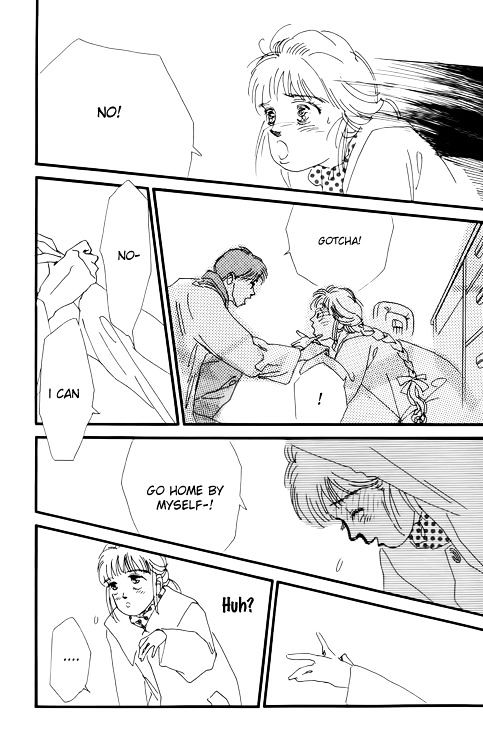 NO!
GOTCHA!
!
NO-
I CAN
GO HOME BY
MYSELF-!
Huh?
....